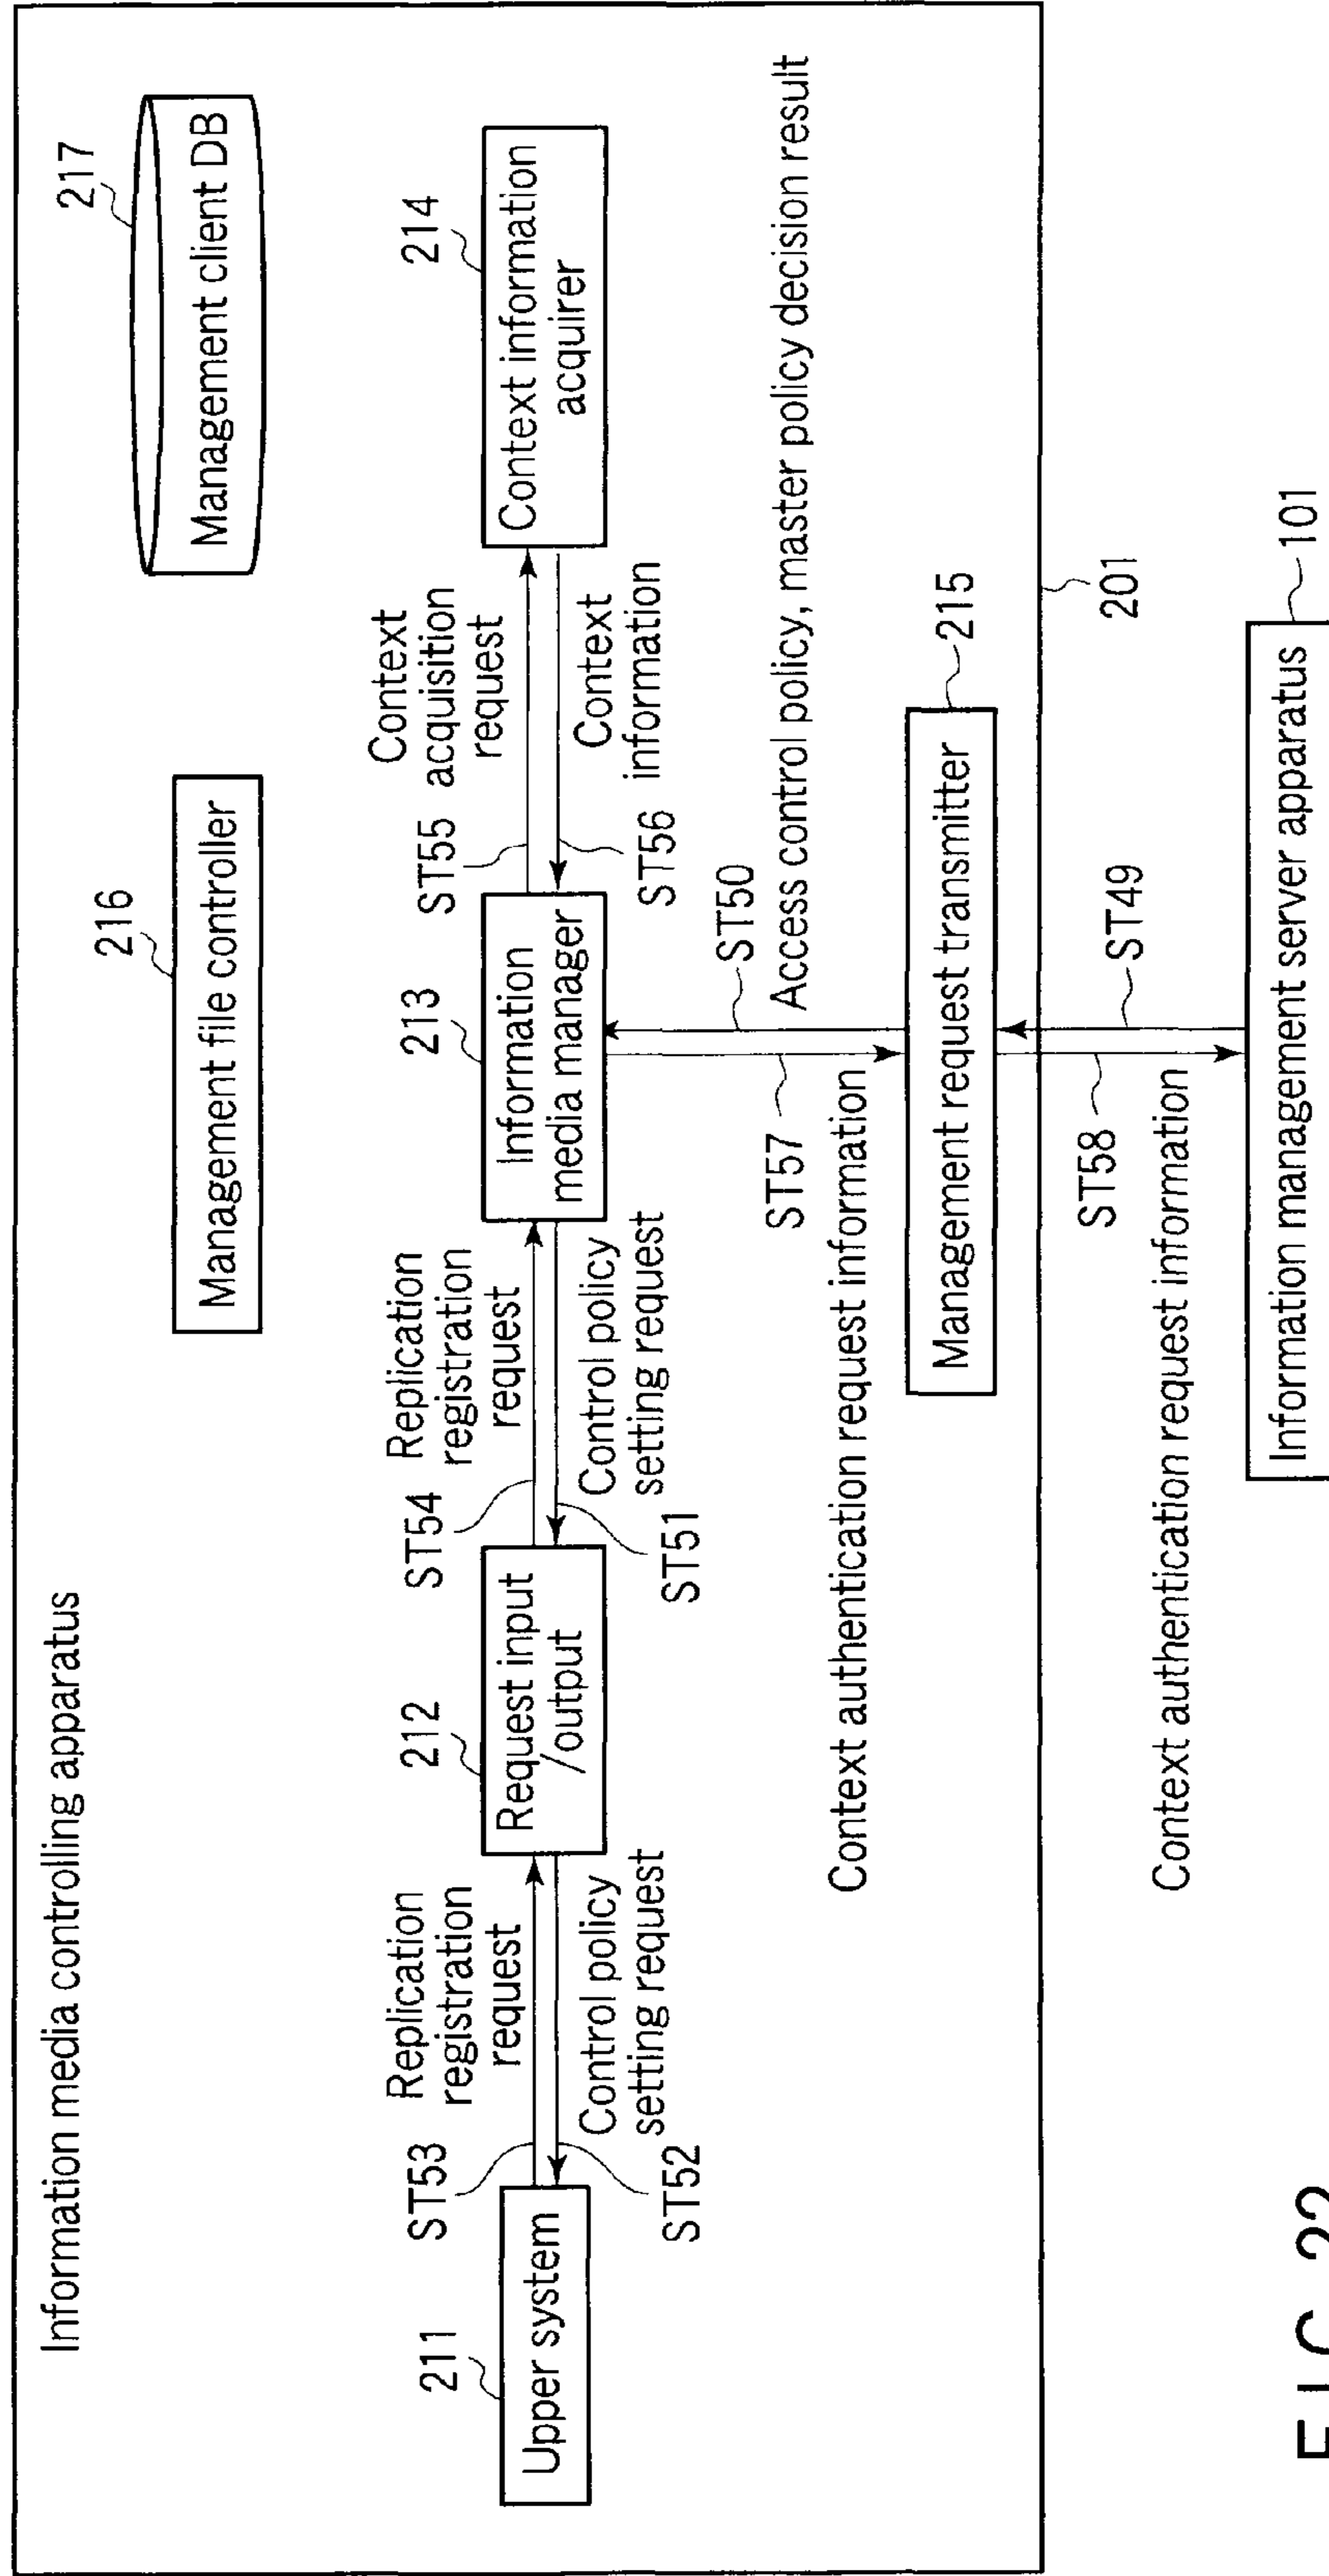 Information media controlling apparatus
216
Management file controller
217
Management client DB
211
Upper system
ST53
Replication
registration
request
ST52
Control policy
setting request
212
Request input
/output
ST54
Replication
registration
request
ST51
Control policy
setting request
213
Information
media manager
ST55
Context
acquisition
request
ST56
Context
information
214
Context information
acquirer
ST57
Context authentication request information
ST50
Access control policy, master policy decision result
Management request transmitter
215
201
ST58
Context authentication request information
ST49
Information management server apparatus
101